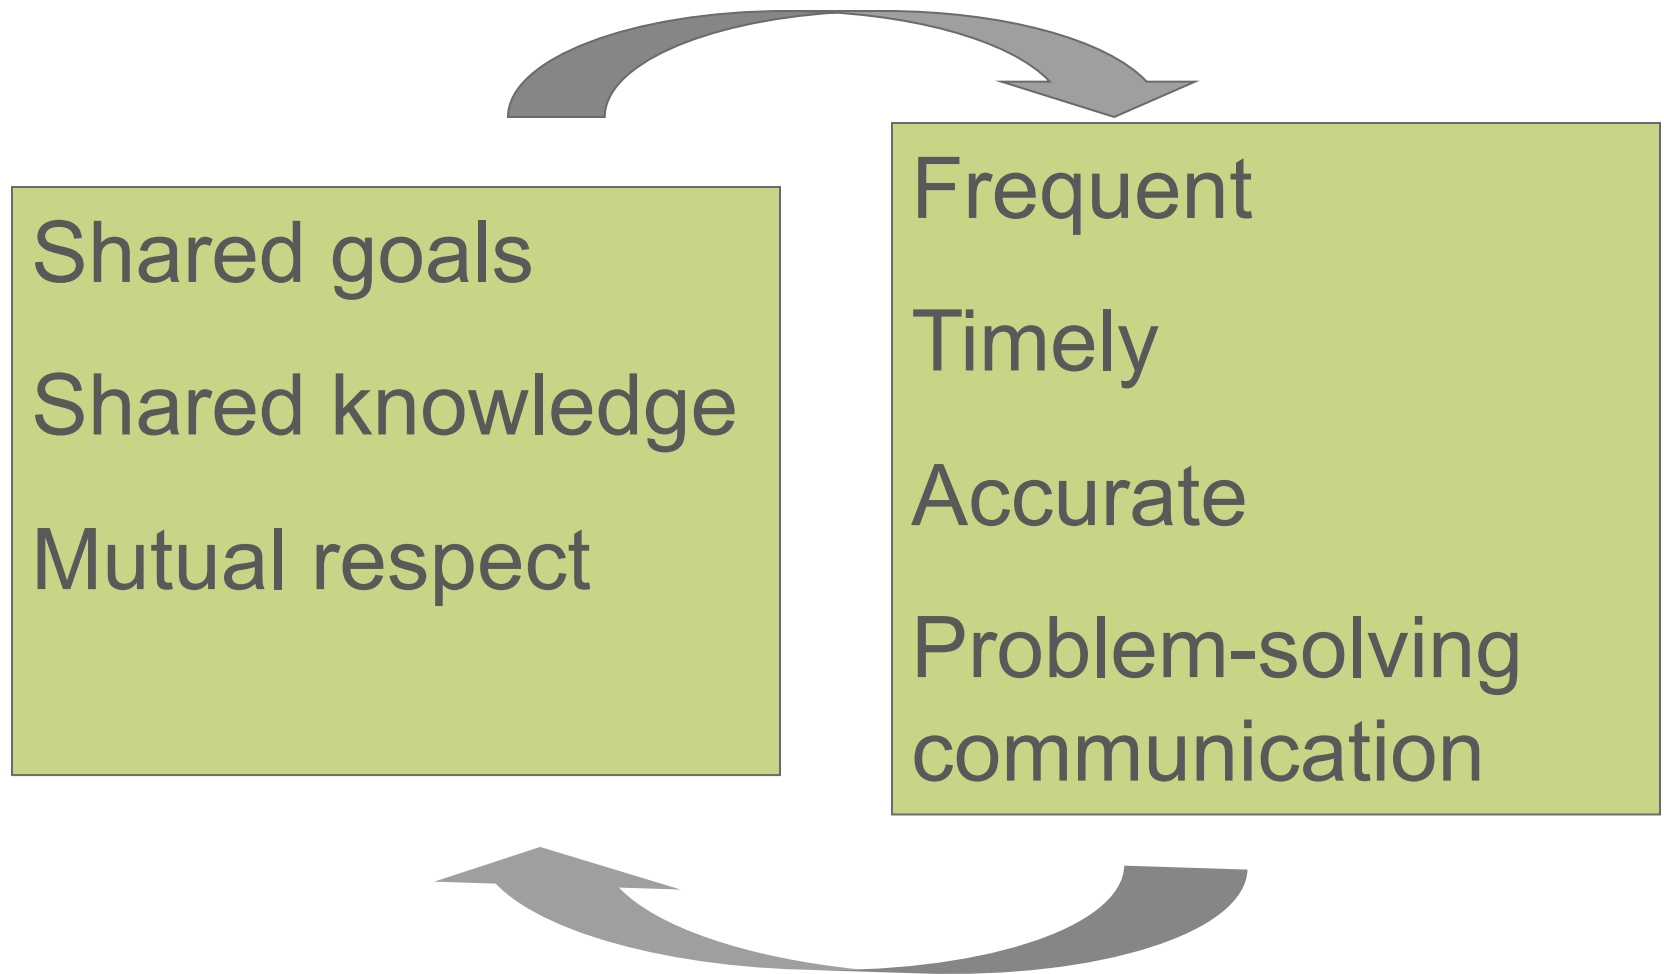 Shared goals
Shared knowledge
Mutual respect
Frequent
Timely
Accurate
Problem-solving
communication